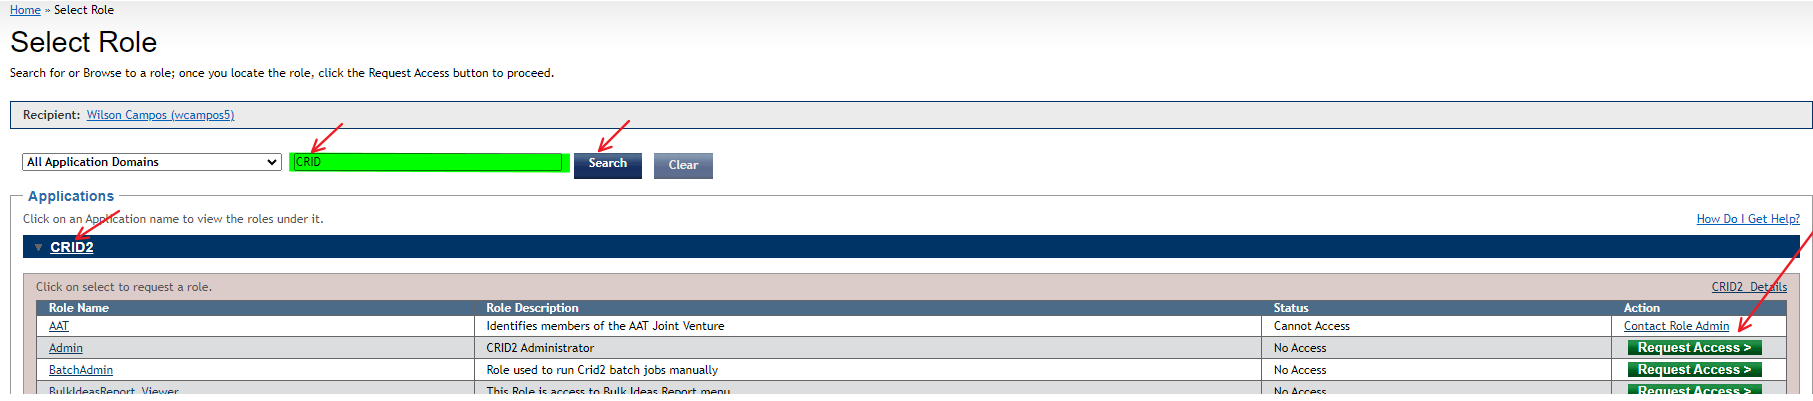 Home » Select Role
Select Role
Search for or Browse to a role; once you locate the role, click the Request Access button to proceed.
Recipient: Wilson Campos (wcampos5)
All Application Domains CRID Search Clear
Applications
Click on an Application name to view the roles under it. How Do I Get Help?
CRID2
Click on select to request a role. CRID2 Details
Role Name Role Description Status Action
AAT Identifies members of the AAT Joint Venture Cannot Access Contact Role Admin
Admin CRID2 Administrator No Access Request Access >
BatchAdmin Role used to run Crid2 batch jobs manually No Access Request Access >
BulkIdeasReport_Viewer This Role is access to Bulk Ideas Report menu No Access Request Access >